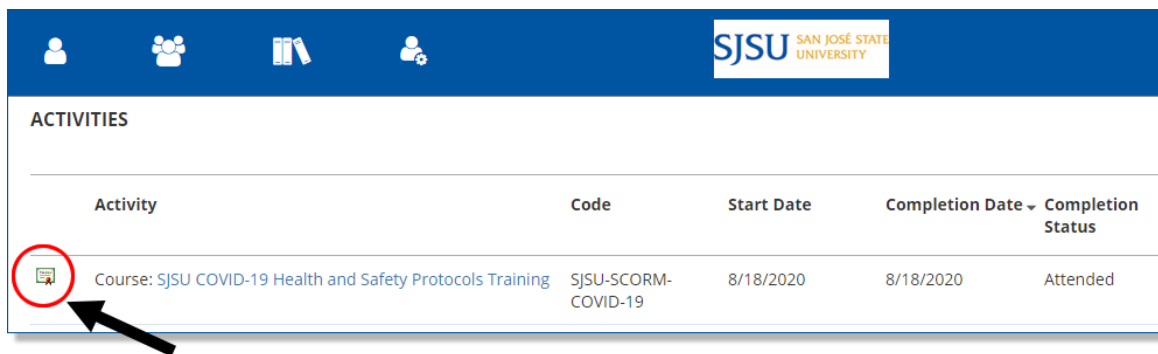 SJSU SAN JOSÉ STATE
UNIVERSITY
ACTIVITIES
Activity Code Start Date Completion Date Completion
Status
Course: SJSU COVID-19 Health and Safety Protocols Training SJSU-SCORM- 8/18/2020 8/18/2020 Attended
COVID-19